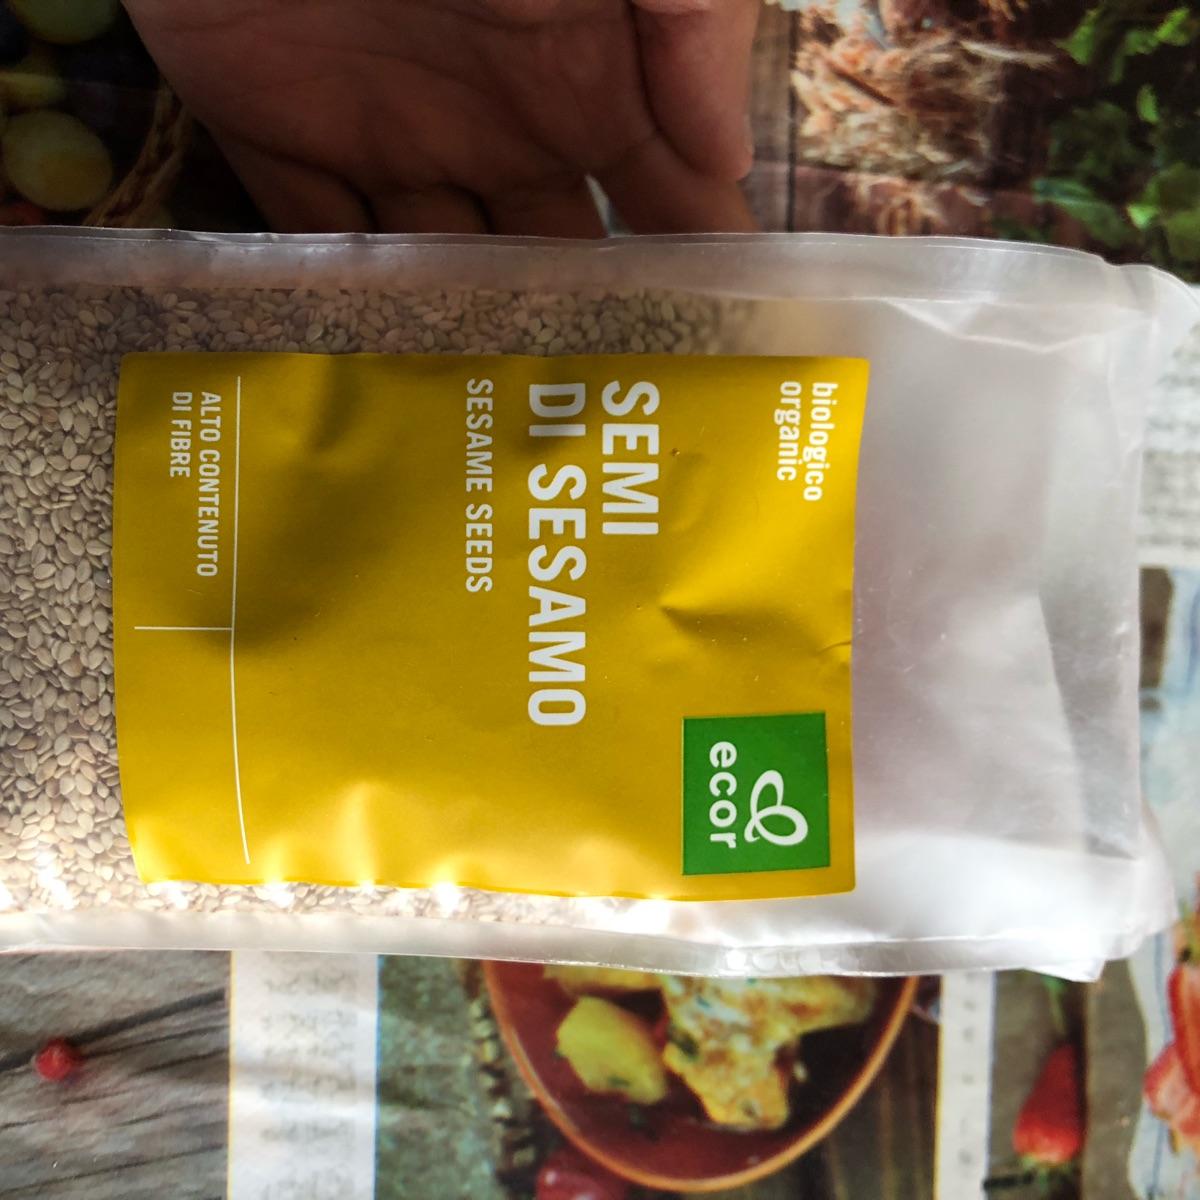 biologico
organic
SEMI
DI SESAMO
SESAME SEEDS
ecor
ALTO CONTENUTO
DI FIBRE